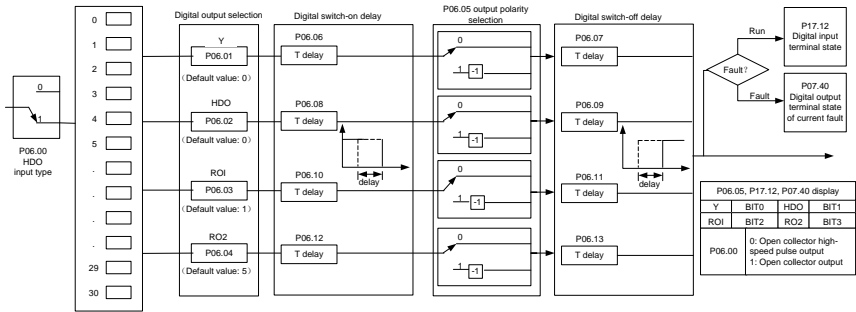 0
1
2
3
4
5
.
.
.
.
29
30
0
1
P06.00
HDO
input type
Digital output selection
Y
P06.01
（Default value: 0）
HDO
P06.02
（Default value: 0）
ROI
P06.03
（Default value: 1）
RO2
P06.04
（Default value: 5）
Digital switch-on delay
P06.06
T delay
P06.08
T delay
delay
P06.10
T delay
P06.12
T delay
P06.05 output polarity
selection
0
1
-1
0
1
-1
0
1
-1
0
1
-1
Digital switch-off delay
P06.07
T delay
P06.09
T delay
delay
P06.11
T delay
P06.13
T delay
Run
Fault?
Fault
P17.12
Digital input
terminal state
P07.40
Digital output
terminal state
of current fault
P06.05, P17.12, P07.40 display
Y BIT0 HDO BIT1
ROI BIT2 RO2 BIT3
P06.00
0: Open collector high-
speed pulse output
1: Open collector output